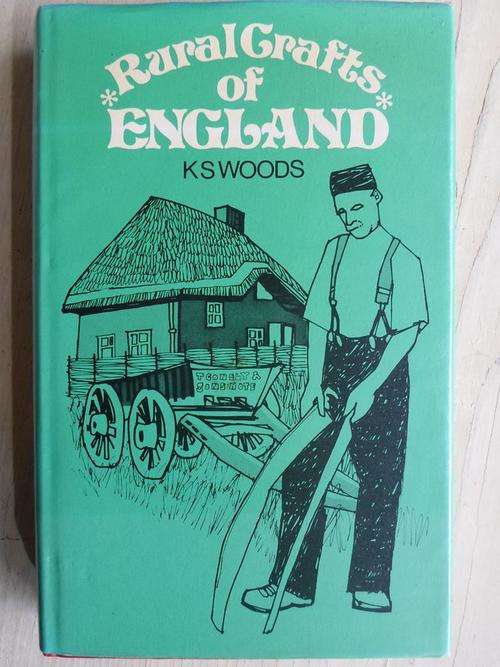 *Rural Crafts*
of
ENGLAND
K S WOODS